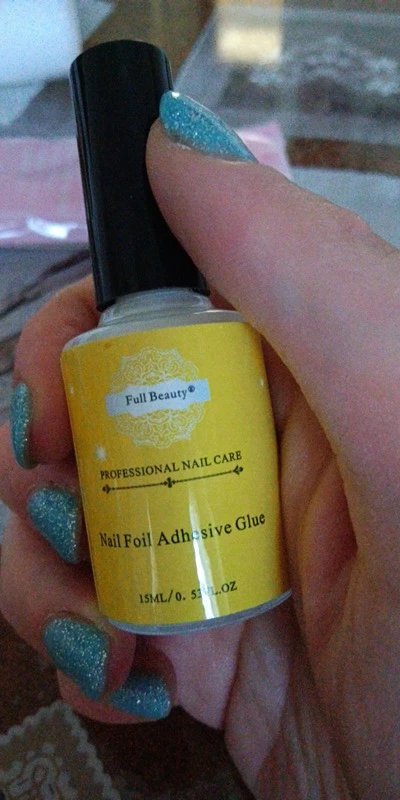 Full Beauty®
PROFESSIONAL NAIL CARE
Nail Foil Adhesive Glue
15ML/0. 53FL.OZ